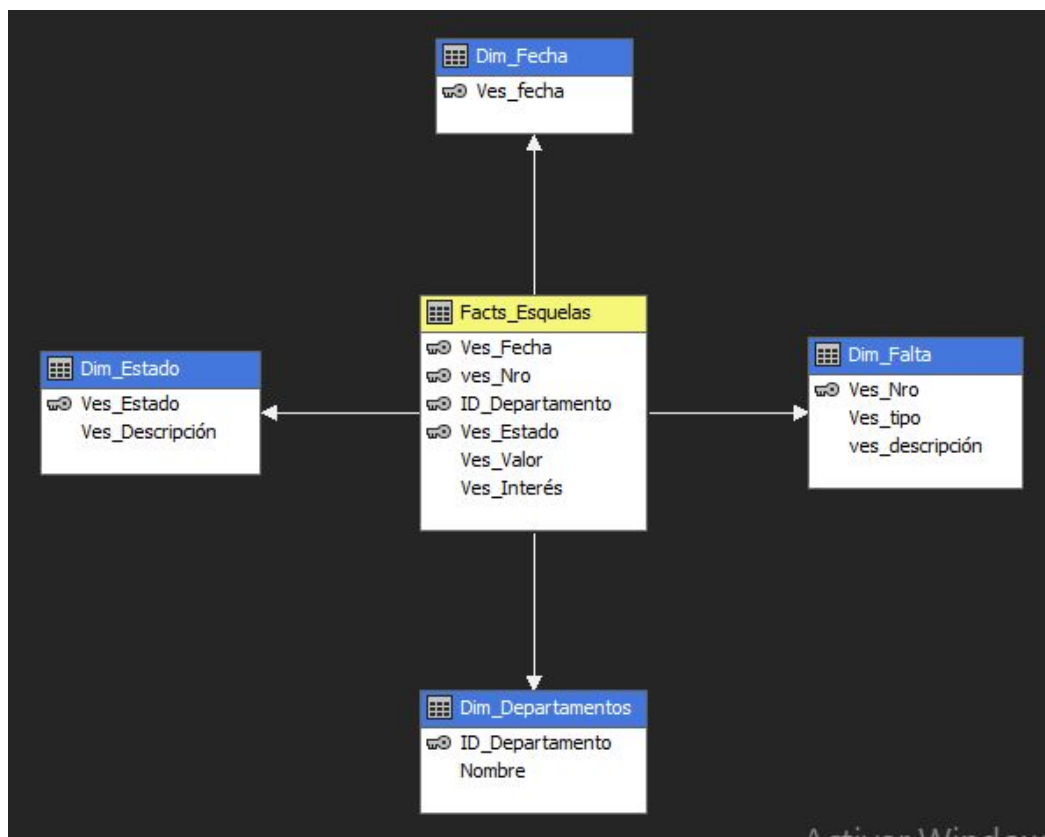 Dim_Fecha
Ves_fecha
Facts_Esquelas
Ves_Fecha
ves_Nro
ID_Departamento
Ves_Estado
Ves_Valor
Ves_Interés
Dim_Estado
Ves_Estado
Ves_Descripción
Dim_Falta
Ves_Nro
Ves_tipo
ves_descripción
Dim_Departamentos
ID_Departamento
Nombre